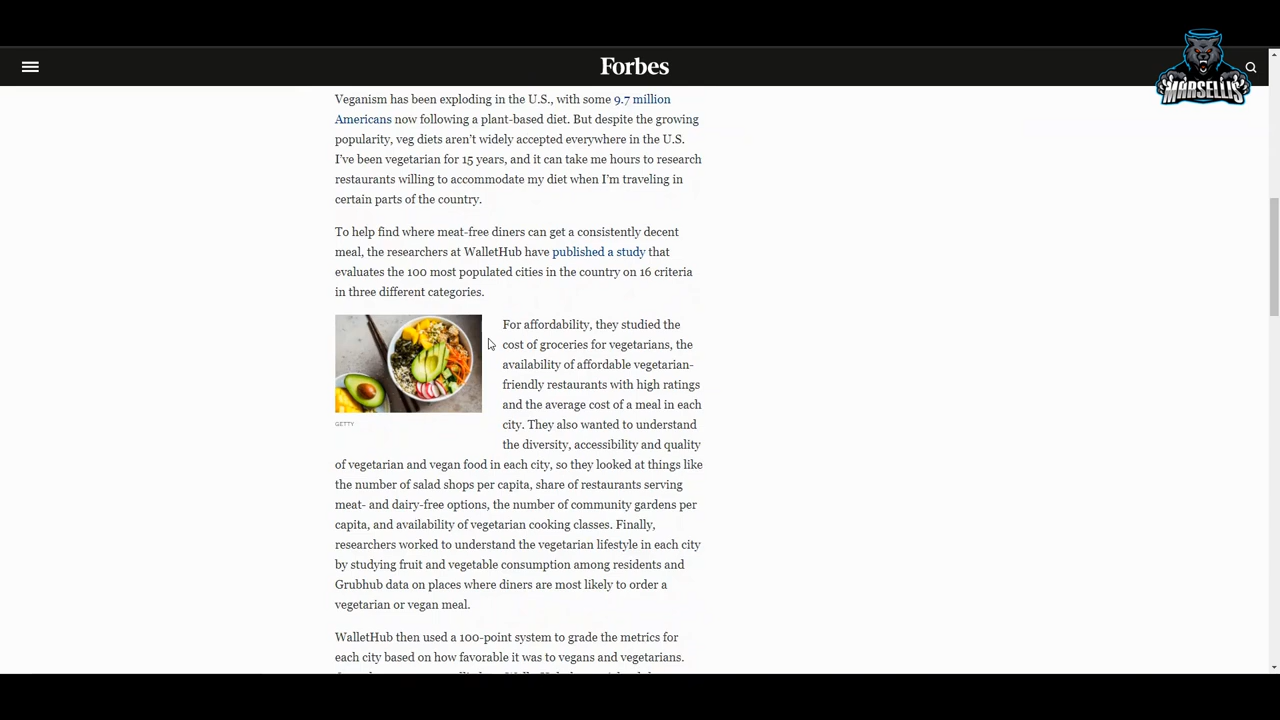 Forbes
MARSELLIS
Veganism has been exploding in the U.S., with some 9.7 million
Americans now following a plant-based diet. But despite the growing
popularity, veg diets aren't widely accepted everywhere in the U.S.
I've been vegetarian for 15 years, and it can take me hours to research
restaurants willing to accommodate my diet when I'm traveling in
certain parts of the country.
To help find where meat-free diners can get a consistently decent
meal, the researchers at WalletHub have published a study that
evaluates the 100 most populated cities in the country on 16 criteria
in three different categories.
For affordability, they studied the
cost of groceries for vegetarians, the
availability of affordable vegetarian-
friendly restaurants with high ratings
and the average cost of a meal in each
city. They also wanted to understand
the diversity, accessibility and quality
GETTY
of vegetarian and vegan food in each city, so they looked at things like
the number of salad shops per capita, share of restaurants serving
meat- and dairy-free options, the number of community gardens per
capita, and availability of vegetarian cooking classes. Finally,
researchers worked to understand the vegetarian lifestyle in each city
by studying fruit and vegetable consumption among residents and
Grubhub data on places where diners are most likely to order a
vegetarian or vegan meal.
WalletHub then used a 100-point system to grade the metrics for
each city based on how favorable it was to vegans and vegetarians.